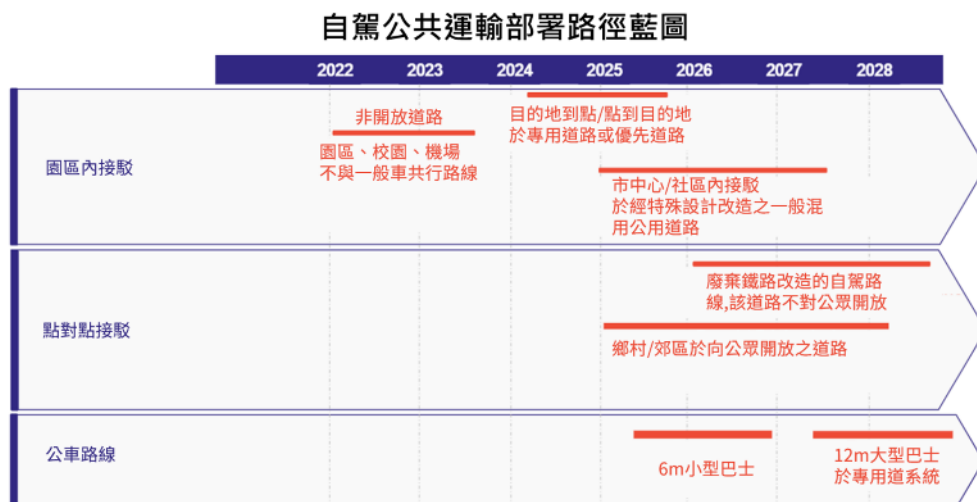 自駕公共運輸部署路徑藍圖
2022 2023 2024 2025 2026 2027 2028
園區內接駁
非開放道路
園區、校園、機場
不與一般車共行路線
目的地到點/點到目的地
於專用道路或優先道路
市中心/社區內接駁
於經特殊設計改造之一般混
用公用道路
點對點接駁
廢棄鐵路改造的自駕路
線,該道路不對公眾開放
鄉村/郊區於向公眾開放之道路
公車路線
6m小型巴士
12m大型巴士
於專用道系統